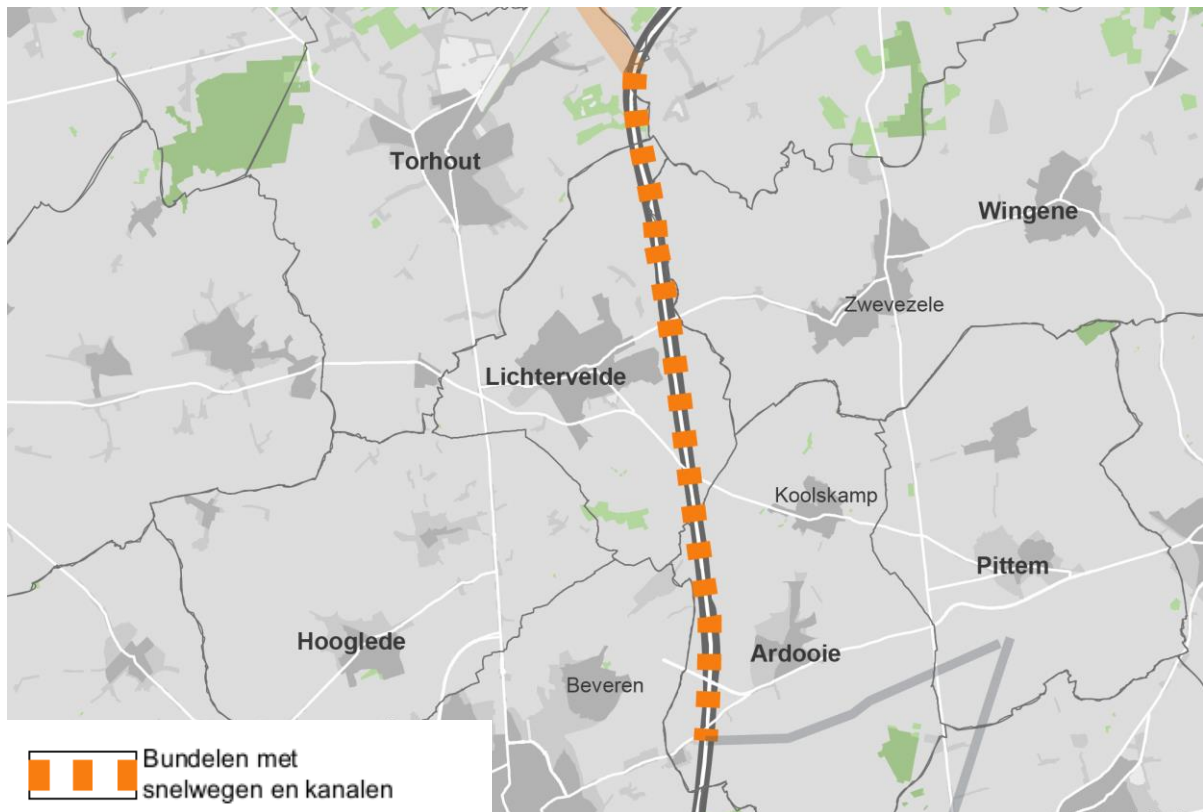 Torhout
Wingene
Zwevezele
Lichtervelde
Koolskamp
Pittem
Hooglede
Ardooie
Beveren
Bundelen met
snelwegen en kanalen